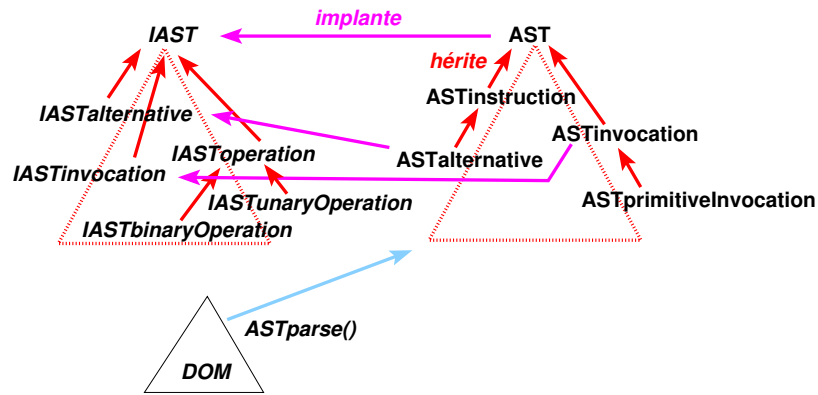 implante
IAST
AST
hérite
ASTinstruction
IASTalternative
ASTinvocation
IASToperation
ASTalternative
IASTinvocation
ASTprimitiveInvocation
IASTunaryOperation
IASTbinaryOperation
ASTparse()
DOM